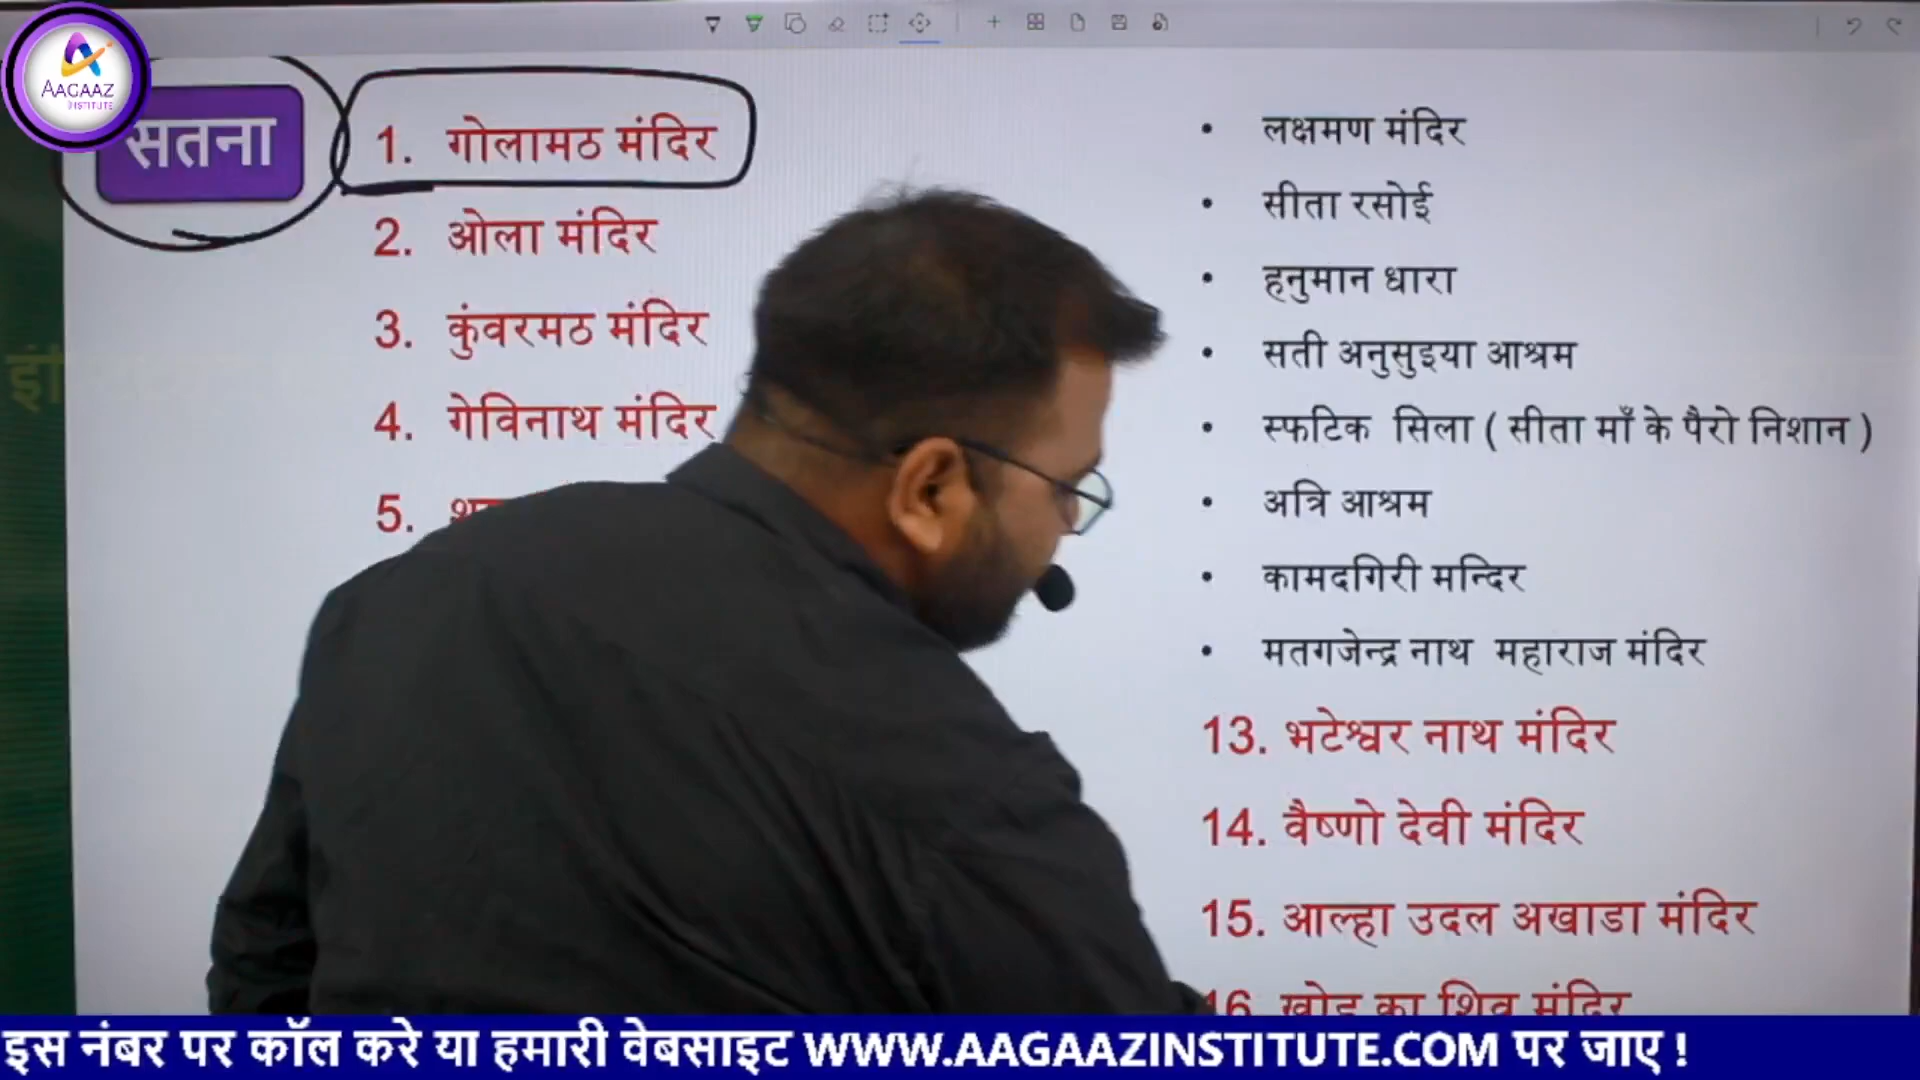 AAGAAZ
INSTITUTE
सतना
1. गोलामठ मंदिर
2. ओला मंदिर
3. कुंवरमठ मंदिर
4. गेविनाथ मंदिर
5.
• लक्षमण मंदिर
• सीता रसोई
• हनुमान धारा
• सती अनुसुइया आश्रम
• स्फटिक सिला ( सीता माँ के पैरो निशान )
• अत्रि आश्रम
• कामदगिरी मन्दिर
• मतगजेन्द्र नाथ महाराज मंदिर
13. भटेश्वर नाथ मंदिर
14. वैष्णो देवी मंदिर
15. आल्हा उदल अखाडा मंदिर
16. खोह का शिव मंदिर
इस नंबर पर कॉल करे या हमारी वेबसाइट WWW.AAGAAZINSTITUTE.COM पर जाए !